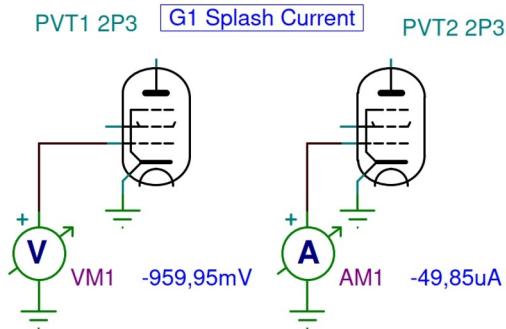 G1 Splash Current
PVT1 2P3
PVT2 2P3
+
V
VM1
-959,95mV
+
A
AM1
-49,85uA